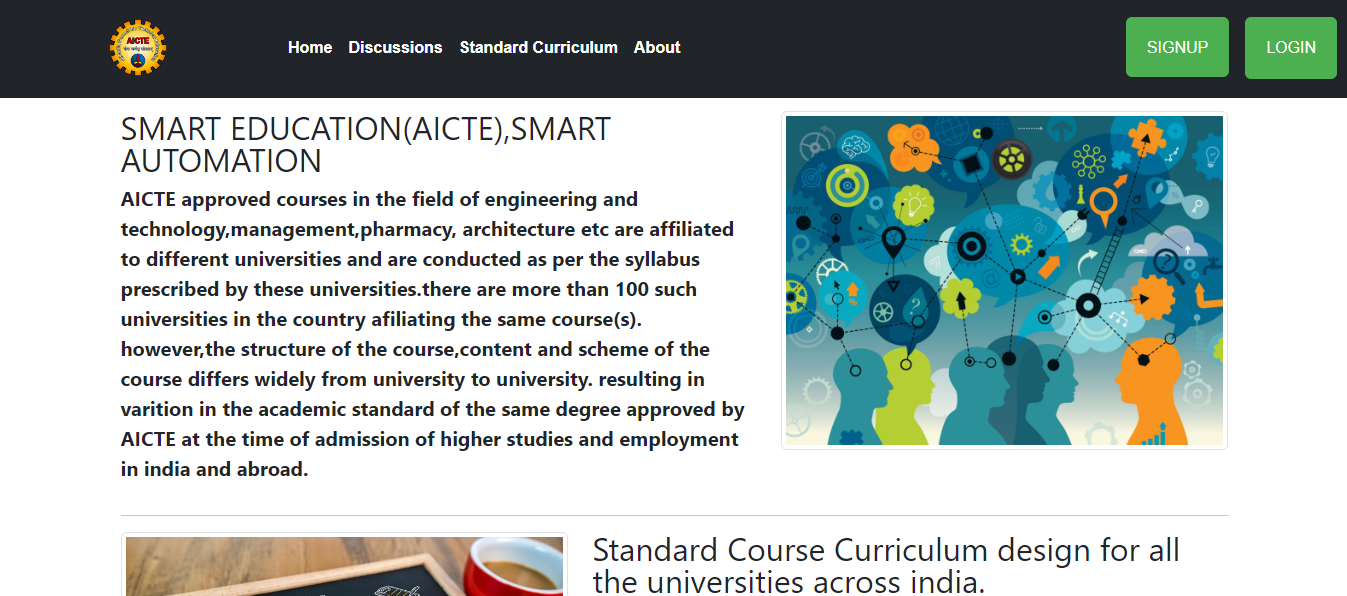 AICTE
Home Discussions Standard Curriculum About
SIGNUP LOGIN
SMART EDUCATION(AICTE),SMART
AUTOMATION
AICTE approved courses in the field of engineering and
technology,management,pharmacy, architecture etc are affiliated
to different universities and are conducted as per the syllabus
prescribed by these universities.there are more than 100 such
universities in the country afiliating the same course(s).
however,the structure of the course,content and scheme of the
course differs widely from university to university. resulting in
varition in the academic standard of the same degree approved by
AICTE at the time of admission of higher studies and employment
in india and abroad.
Standard Course Curriculum design for all
the universities across india.